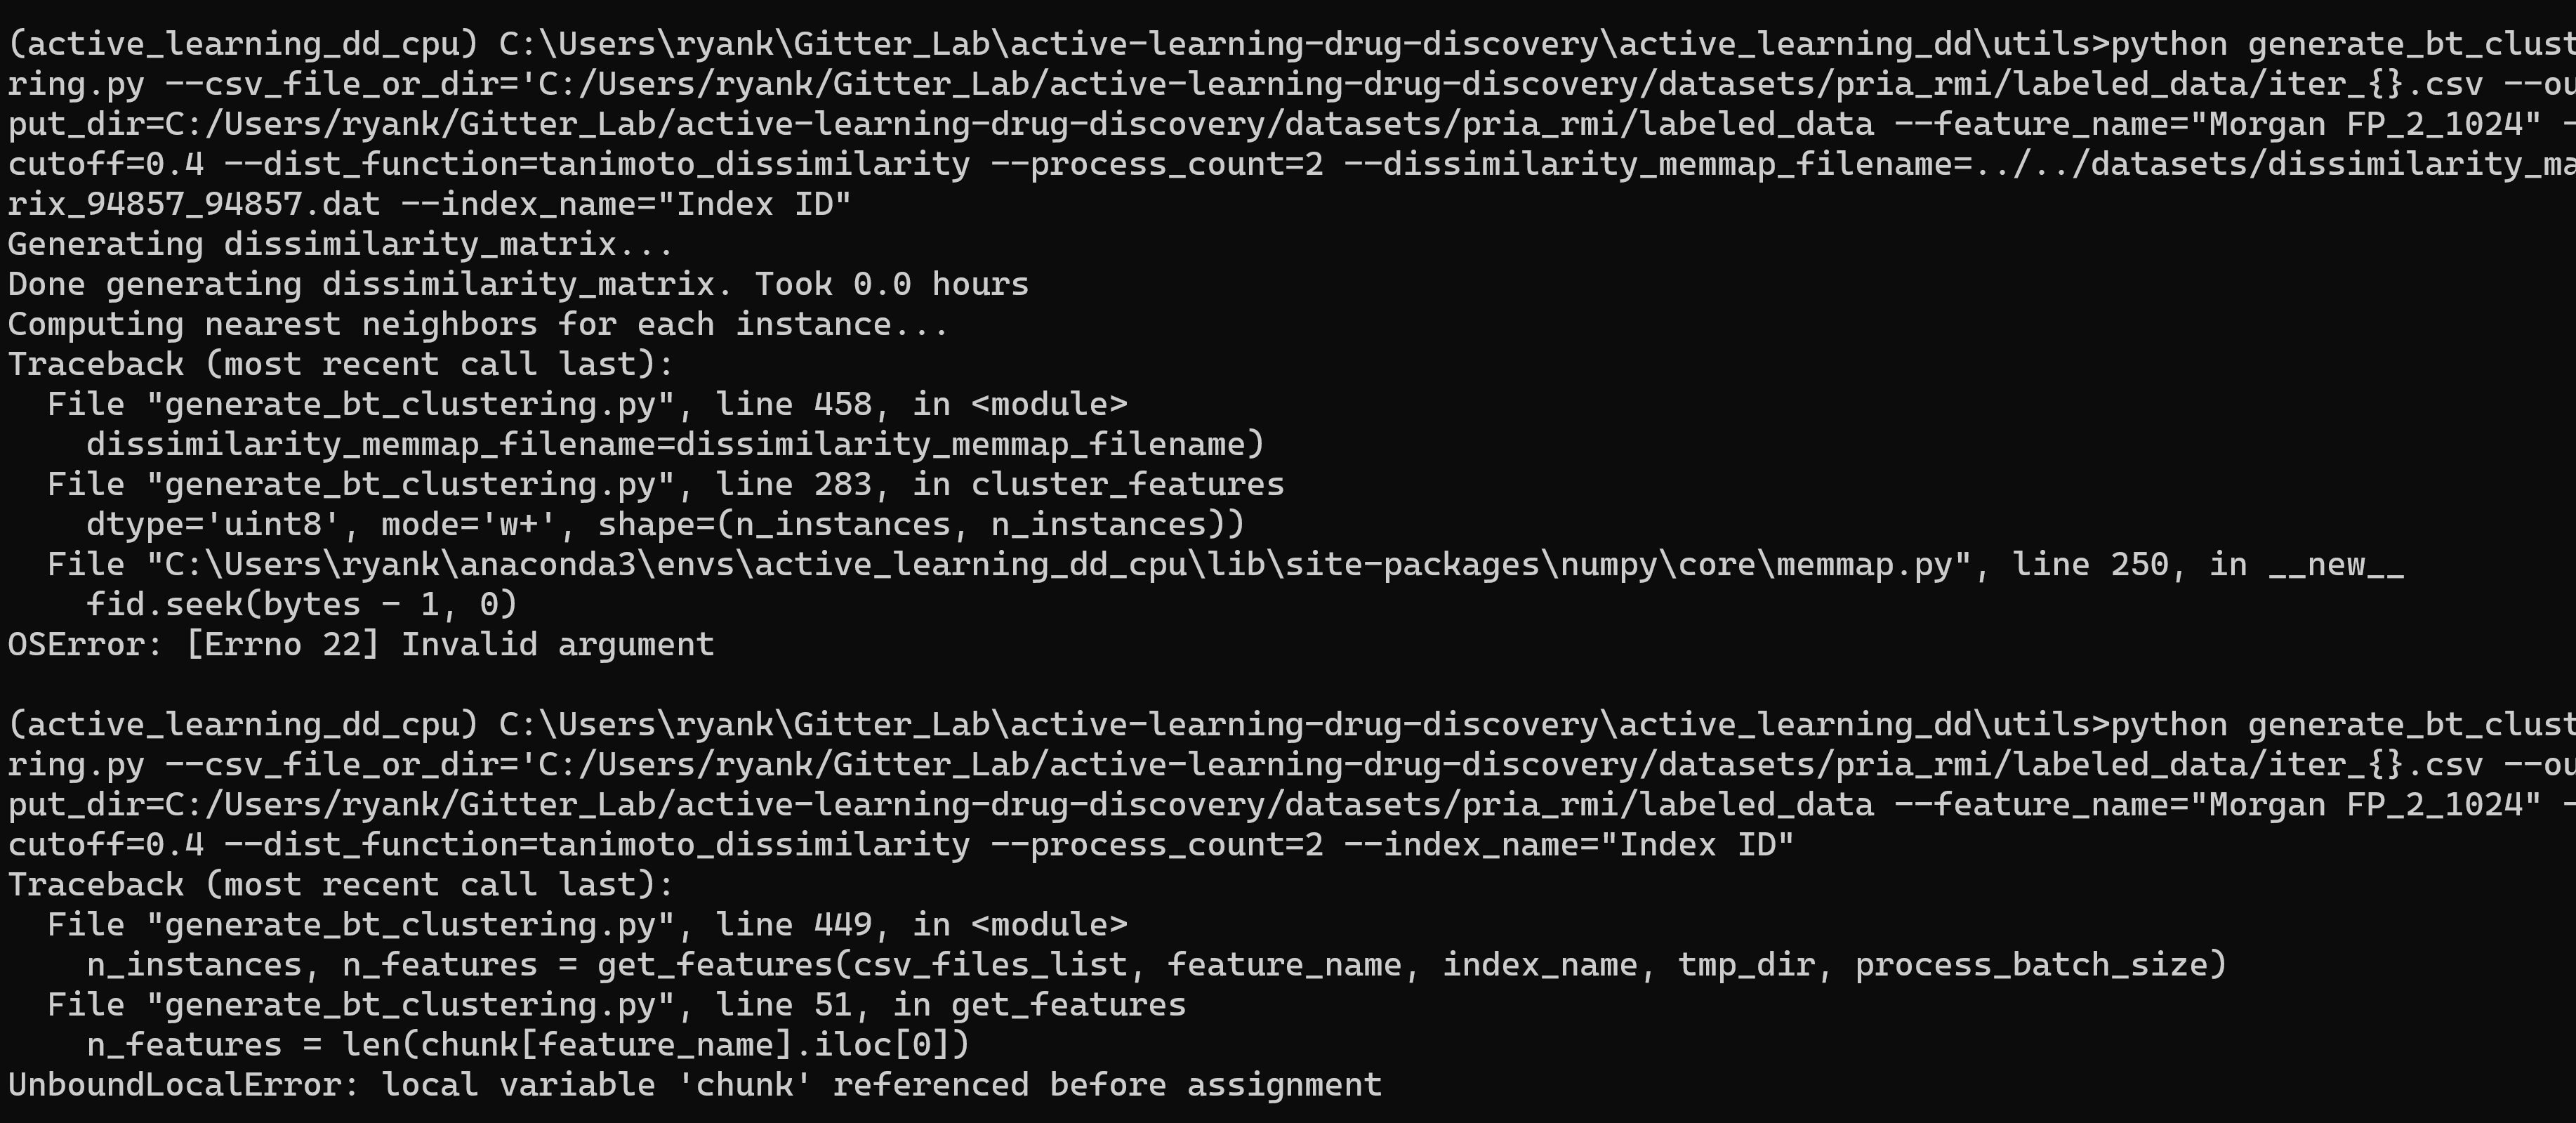 (active_learning_dd_cpu) C:\Users\ryank\Gitter_Lab\active-learning-drug-discovery\active_learning_dd\utils>python generate_bt_clust
ring.py --csv_file_or_dir='C:/Users/ryank/Gitter_Lab/active-learning-drug-discovery/datasets/pria_rmi/labeled_data/iter_{}.csv --ou
put_dir=C:/Users/ryank/Gitter_Lab/active-learning-drug-discovery/datasets/pria_rmi/labeled_data --feature_name="Morgan FP_2_1024" -
cutoff=0.4 --dist_function=tanimoto_dissimilarity --process_count=2 --dissimilarity_memmap_filename=../../datasets/dissimilarity_ma
rix_94857_94857.dat --index_name="Index ID"
Generating dissimilarity_matrix...
Done generating dissimilarity_matrix. Took 0.0 hours
Computing nearest neighbors for each instance...
Traceback (most recent call last):
  File "generate_bt_clustering.py", line 458, in <module>
    dissimilarity_memmap_filename=dissimilarity_memmap_filename)
  File "generate_bt_clustering.py", line 283, in cluster_features
    dtype='uint8', mode='w+', shape=(n_instances, n_instances))
  File "C:\Users\ryank\anaconda3\envs\active_learning_dd_cpu\lib\site-packages\numpy\core\memmap.py", line 250, in __new__
    fid.seek(bytes - 1, 0)
OSError: [Errno 22] Invalid argument

(active_learning_dd_cpu) C:\Users\ryank\Gitter_Lab\active-learning-drug-discovery\active_learning_dd\utils>python generate_bt_clust
ring.py --csv_file_or_dir='C:/Users/ryank/Gitter_Lab/active-learning-drug-discovery/datasets/pria_rmi/labeled_data/iter_{}.csv --ou
put_dir=C:/Users/ryank/Gitter_Lab/active-learning-drug-discovery/datasets/pria_rmi/labeled_data --feature_name="Morgan FP_2_1024" -
cutoff=0.4 --dist_function=tanimoto_dissimilarity --process_count=2 --index_name="Index ID"
Traceback (most recent call last):
  File "generate_bt_clustering.py", line 449, in <module>
    n_instances, n_features = get_features(csv_files_list, feature_name, index_name, tmp_dir, process_batch_size)
  File "generate_bt_clustering.py", line 51, in get_features
    n_features = len(chunk[feature_name].iloc[0])
UnboundLocalError: local variable 'chunk' referenced before assignment